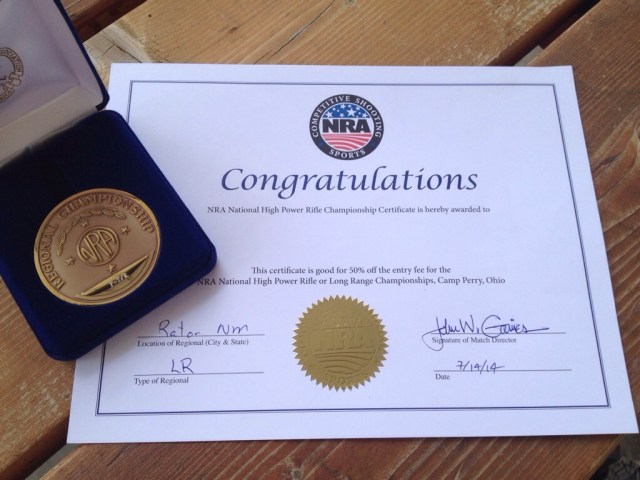 COMPETITIVE SHOOTING
NRA
SPORTS
Congratulations
NRA National High Power Rifle Championship Certificate is hereby awarded to
This certificate is good for 50% off the entry fee for the
NRA National High Power Rifle or Long Range Championships, Camp Perry, Ohio
Raton NM
Location of Regional (City & State)
LR
Type of Regional
John W. Gaines
Signature of Match Director
7/14/14
Date
REGIONAL CHAMPIONSHIP
NRA